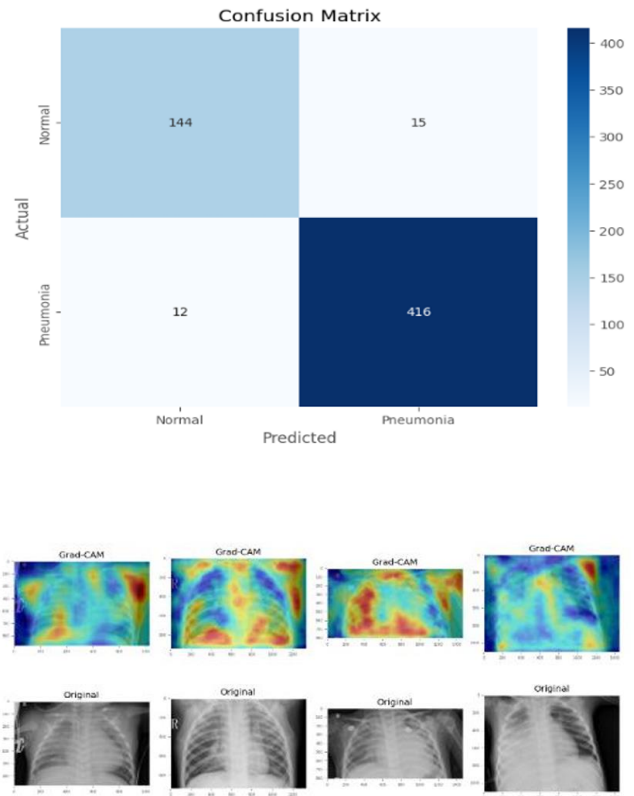 Confusion Matrix
Actual
Normal
144
15
Pneumonia
12
416
Normal
Pneumonia
Predicted
400
350
300
250
200
150
100
50
Grad-CAM
Grad-CAM
Grad-CAM
Grad-CAM
Original
Original
Original
Original
R